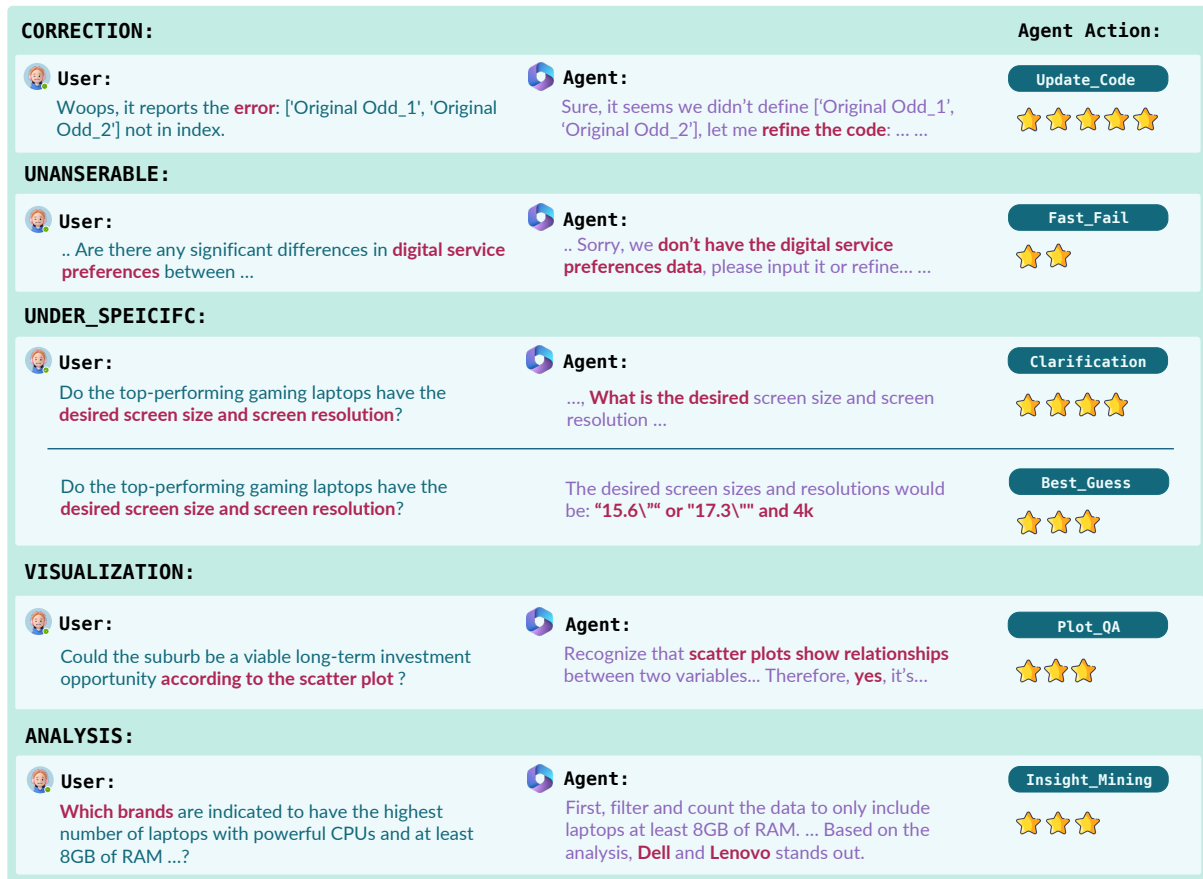 CORRECTION:
Agent Action:
User:
Woops, it reports the error: ['Original Odd_1', 'Original
Odd_2'] not in index.
Agent:
Sure, it seems we didn’t define [‘Original Odd_1’,
‘Original Odd_2’], let me refine the code: ... ...
Update_Code
UNANSERABLE:
User:
.. Are there any significant differences in digital service
preferences between ...
Agent:
.. Sorry, we don’t have the digital service
preferences data, please input it or refine... ...
Fast_Fail
UNDER_SPEICIFC:
User:
Do the top-performing gaming laptops have the
desired screen size and screen resolution?
Agent:
..., What is the desired screen size and screen
resolution ...
Clarification
Do the top-performing gaming laptops have the
desired screen size and screen resolution?
The desired screen sizes and resolutions would
be: “15.6\”“ or "17.3\"" and 4k
Best_Guess
VISUALIZATION:
User:
Could the suburb be a viable long-term investment
opportunity according to the scatter plot ?
Agent:
Recognize that scatter plots show relationships
between two variables... Therefore, yes, it’s...
Plot_QA
ANALYSIS:
User:
Which brands are indicated to have the highest
number of laptops with powerful CPUs and at least
8GB of RAM ...?
Agent:
First, filter and count the data to only include
laptops at least 8GB of RAM. ... Based on the
analysis, Dell and Lenovo stands out.
Insight_Mining